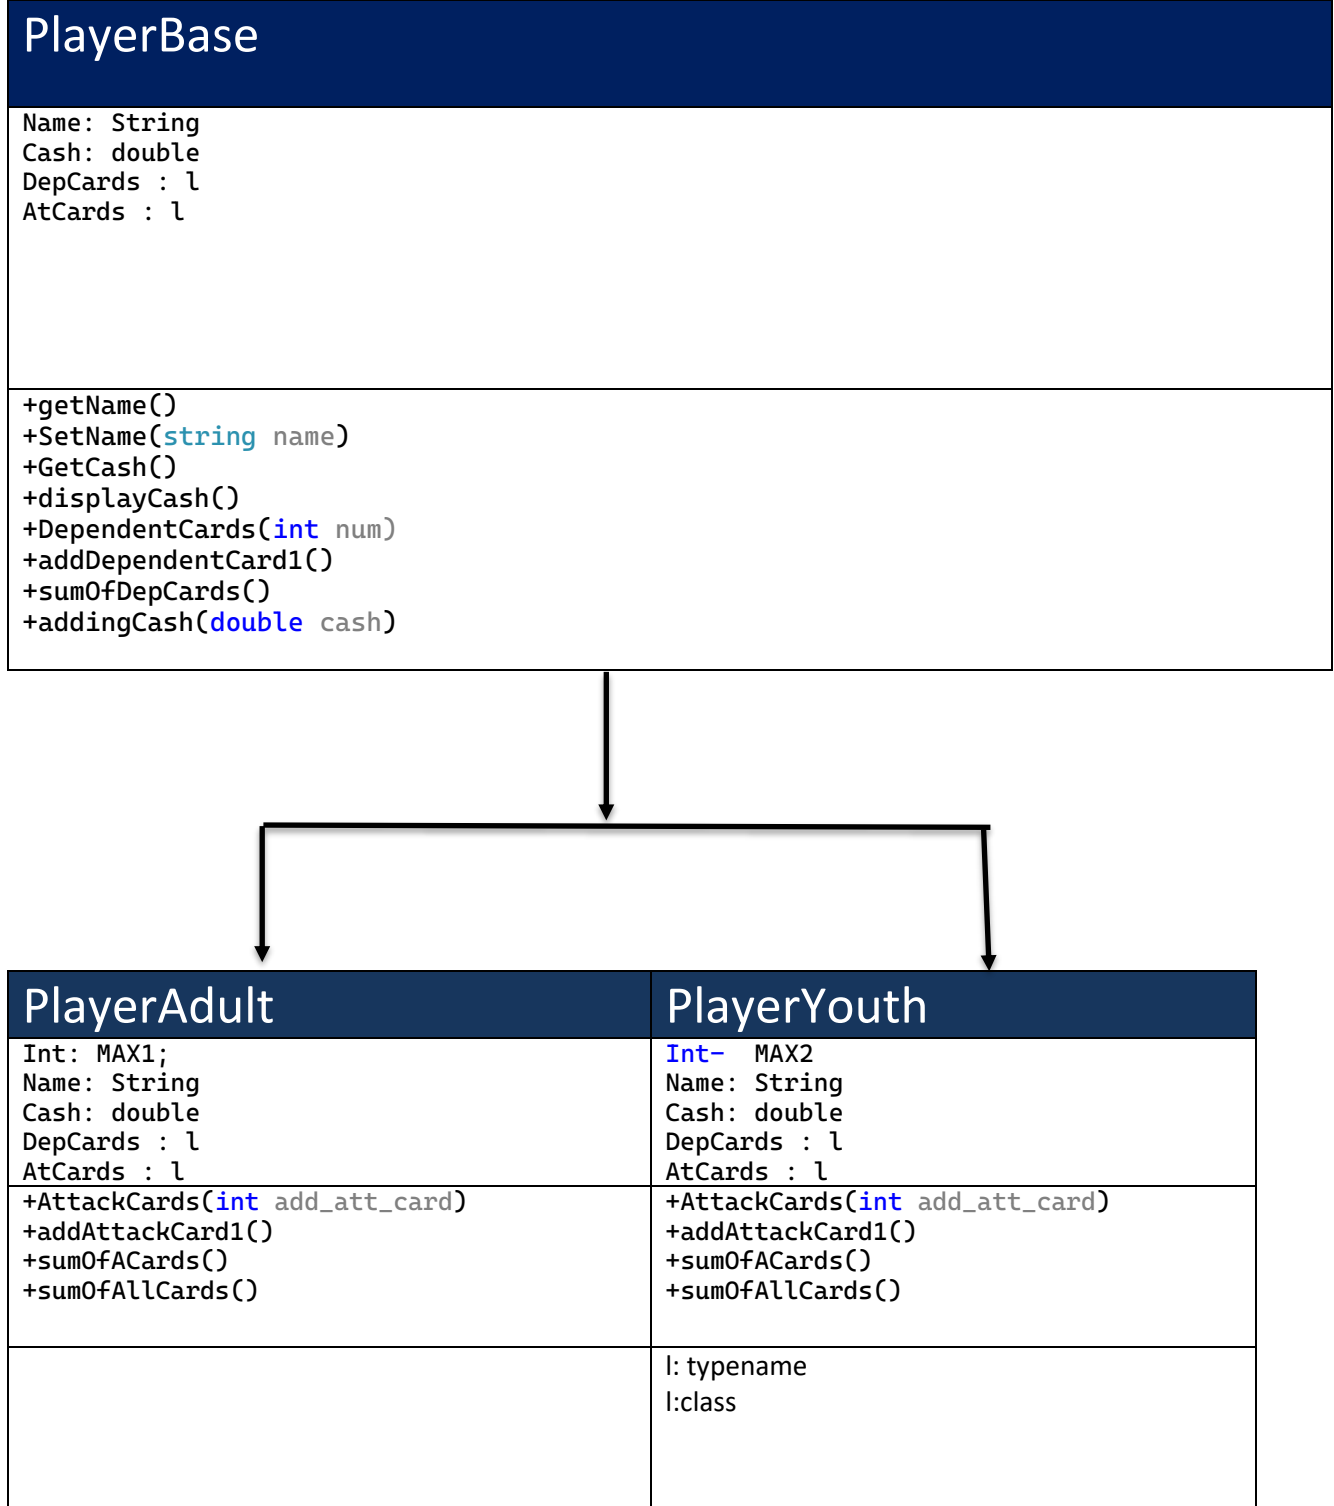 PlayerBase
Name: String
Cash: double
DepCards : l
AtCards : l
+getName()
+SetName(string name)
+GetCash()
+displayCash()
+DependentCards(int num)
+addDependentCard1()
+sumOfDepCards()
+addingCash(double cash)
PlayerAdult
Int: MAX1;
Name: String
Cash: double
DepCards : l
AtCards : l
+AttackCards(int add_att_card)
+addAttackCard1()
+sumOfACards()
+sumOfAllCards()
PlayerYouth
Int-  MAX2
Name: String
Cash: double
DepCards : l
AtCards : l
+AttackCards(int add_att_card)
+addAttackCard1()
+sumOfACards()
+sumOfAllCards()
l: typename
l:class